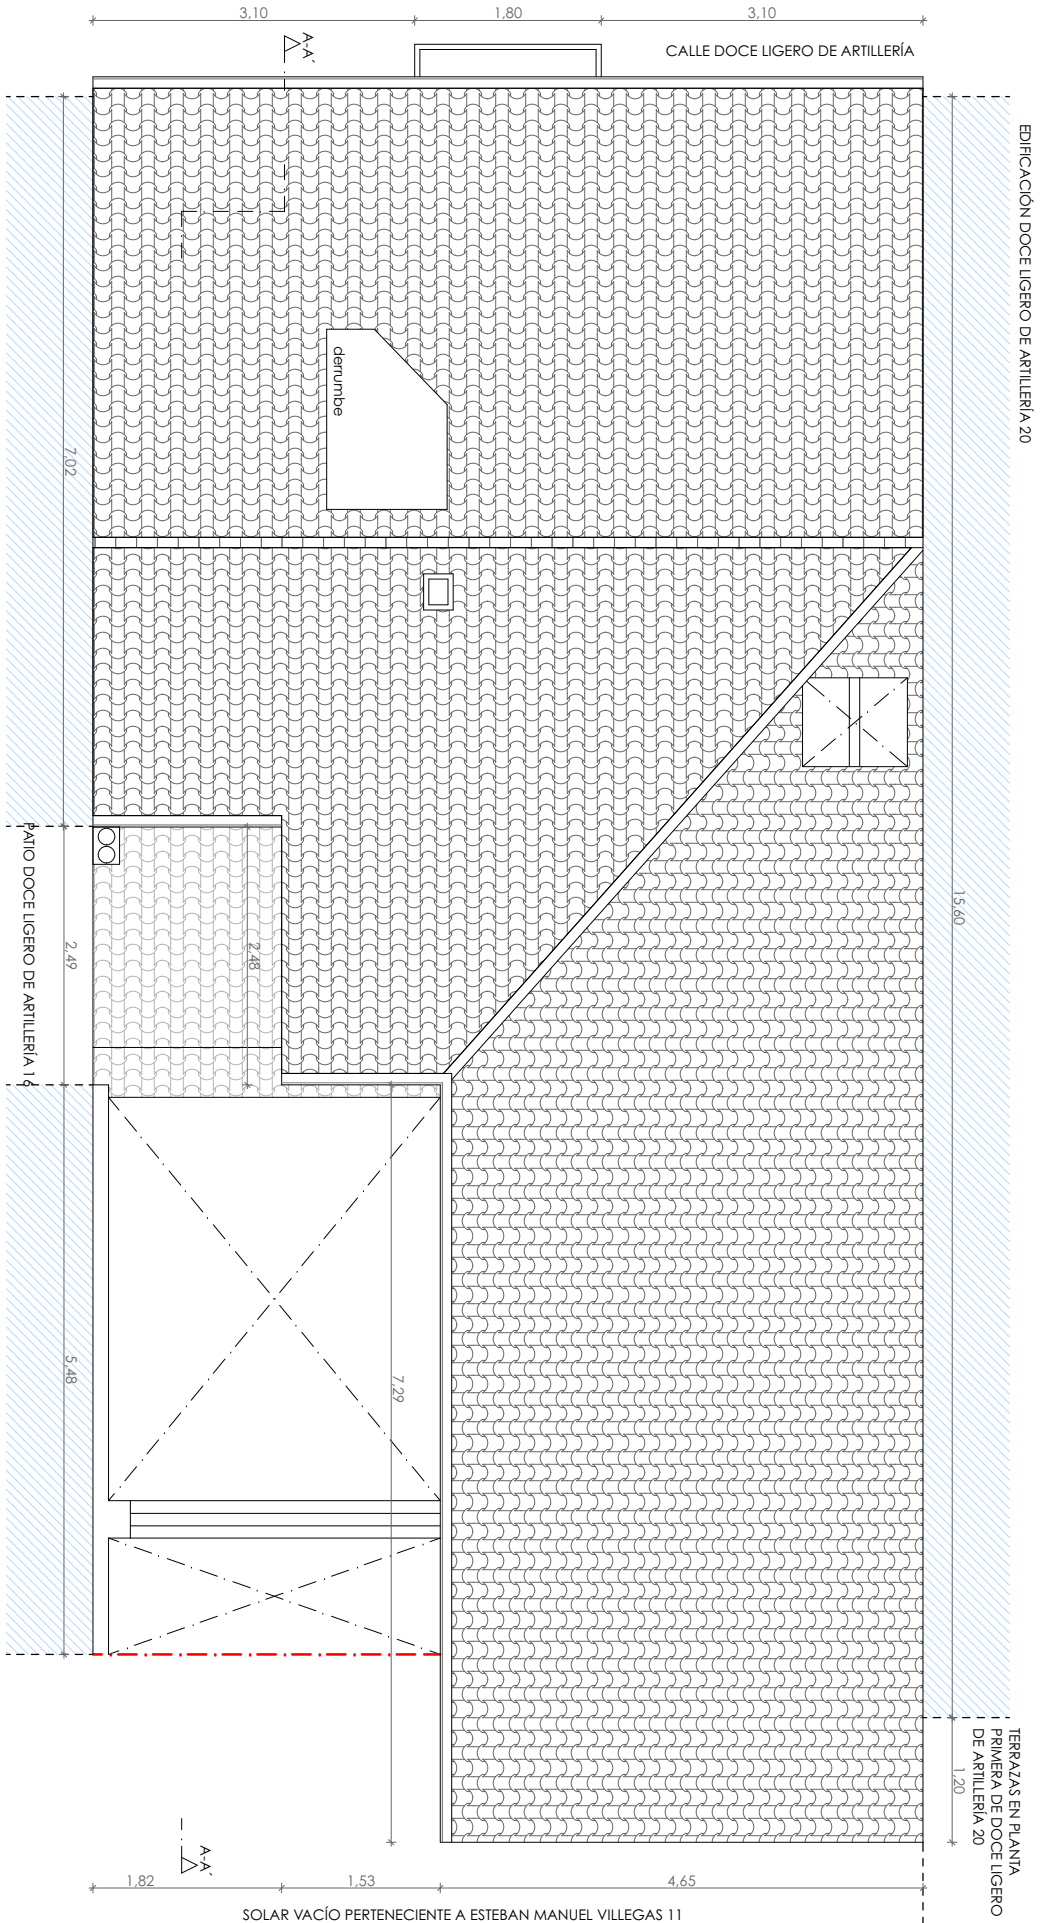 3,10
1,80
3,10
A-A´
CALLE DOCE LIGERO DE ARTILLERÍA
EDIFICACIÓN DOCE LIGERO DE ARTILLERÍA 20
derrumbe
7,02
15,60
PATIO DOCE LIGERO DE ARTILLERÍA 16
2,49
2,48
5,48
7,29
TERRAZAS EN PLANTA
PRIMERA DE DOCE LIGERO
DE ARTILLERÍA 20
1,20
A-A´
1,82
1,53
4,65
SOLAR VACÍO PERTENECIENTE A ESTEBAN MANUEL VILLEGAS 11